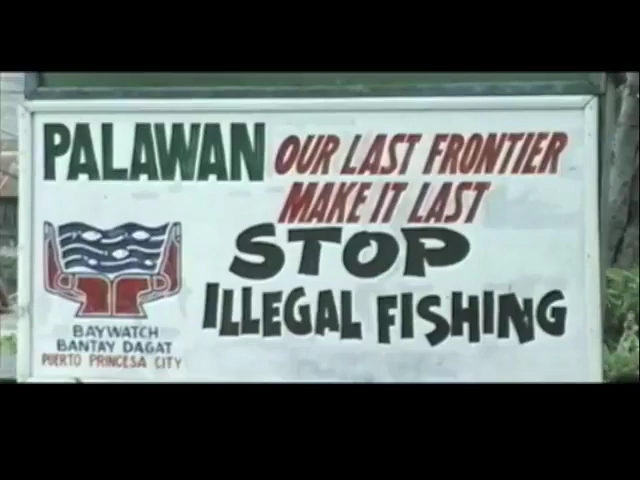 PALAWAN OUR LAST FRONTIER
MAKE IT LAST
STOP
ILLEGAL FISHING
BAYWATCH
BANTAY DAGAT
PUERTO PRINCESA CITY